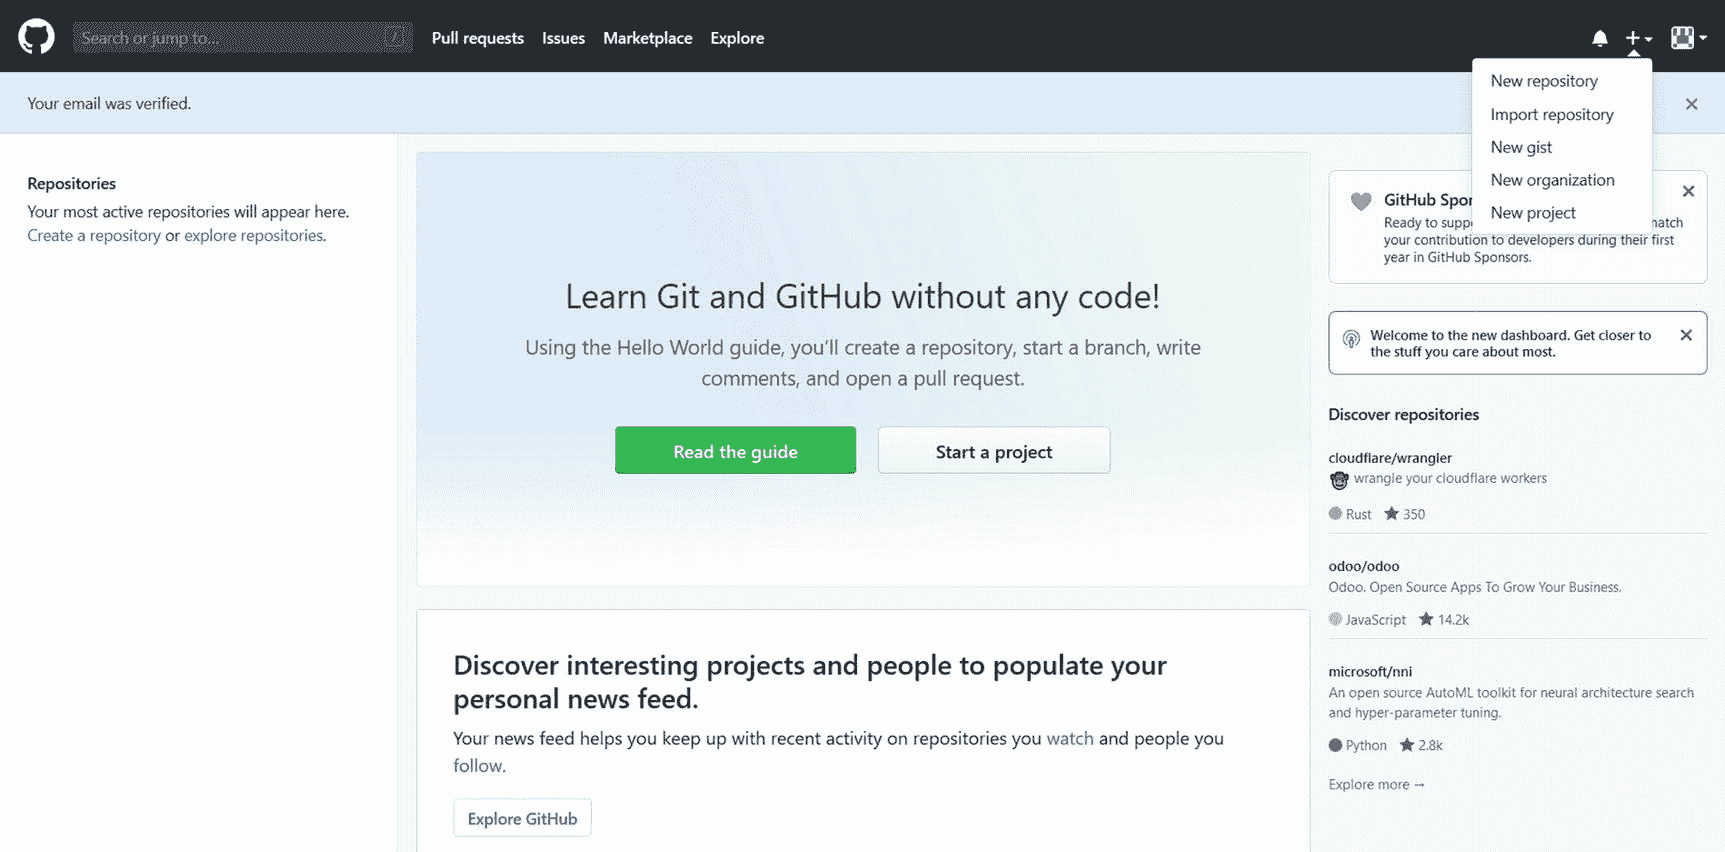 Search or jump to... /
Pull requests Issues Marketplace Explore
New repository
Import repository
New gist
New organization
New project
Your email was verified.
Repositories
Your most active repositories will appear here.
Create a repository or explore repositories.
Learn Git and GitHub without any code!
Using the Hello World guide, you'll create a repository, start a branch, write
comments, and open a pull request.
Read the guide
Start a project
Discover interesting projects and people to populate your
personal news feed.
Your news feed helps you keep up with recent activity on repositories you watch and people you
follow.
Explore GitHub
GitHub Spon
Ready to supp match
your contribution to developers during their first
year in GitHub Sponsors.
Welcome to the new dashboard. Get closer to
the stuff you care about most.
Discover repositories
cloudflare/wrangler
wrangle your cloudflare workers
Rust 350
odoo/odoo
Odoo. Open Source Apps To Grow Your Business.
JavaScript 14.2k
microsoft/nni
An open source AutoML toolkit for neural architecture search
and hyper-parameter tuning.
Python 2.8k
Explore more →